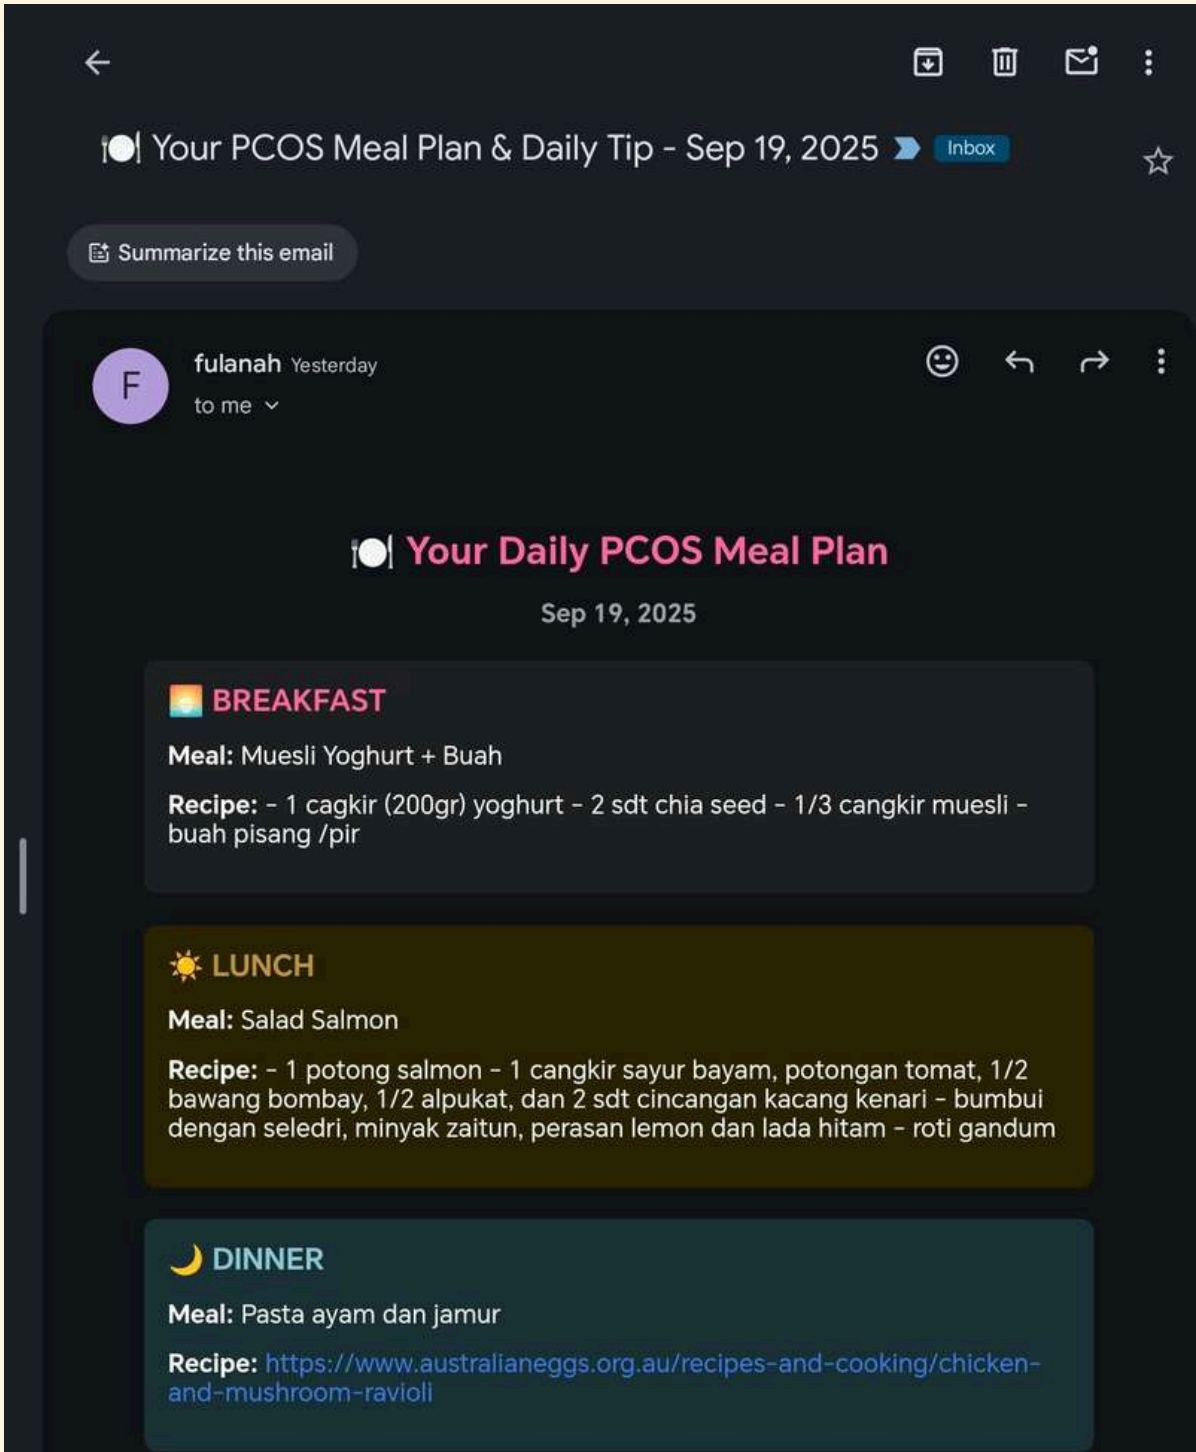 🍽️ Your PCOS Meal Plan & Daily Tip - Sep 19, 2025 Inbox
Summarize this email
F
fulanah Yesterday
to me
🍽️ Your Daily PCOS Meal Plan
Sep 19, 2025
🌅 BREAKFAST
Meal: Muesli Yoghurt + Buah
Recipe: - 1 cagkir (200gr) yoghurt - 2 sdt chia seed - 1/3 cangkir muesli -
buah pisang /pir
☀️ LUNCH
Meal: Salad Salmon
Recipe: - 1 potong salmon - 1 cangkir sayur bayam, potongan tomat, 1/2
bawang bombay, 1/2 alpukat, dan 2 sdt cincangan kacang kenari - bumbui
dengan seledri, minyak zaitun, perasan lemon dan lada hitam - roti gandum
🌙 DINNER
Meal: Pasta ayam dan jamur
Recipe: https://www.australianeggs.org.au/recipes-and-cooking/chicken-
and-mushroom-ravioli